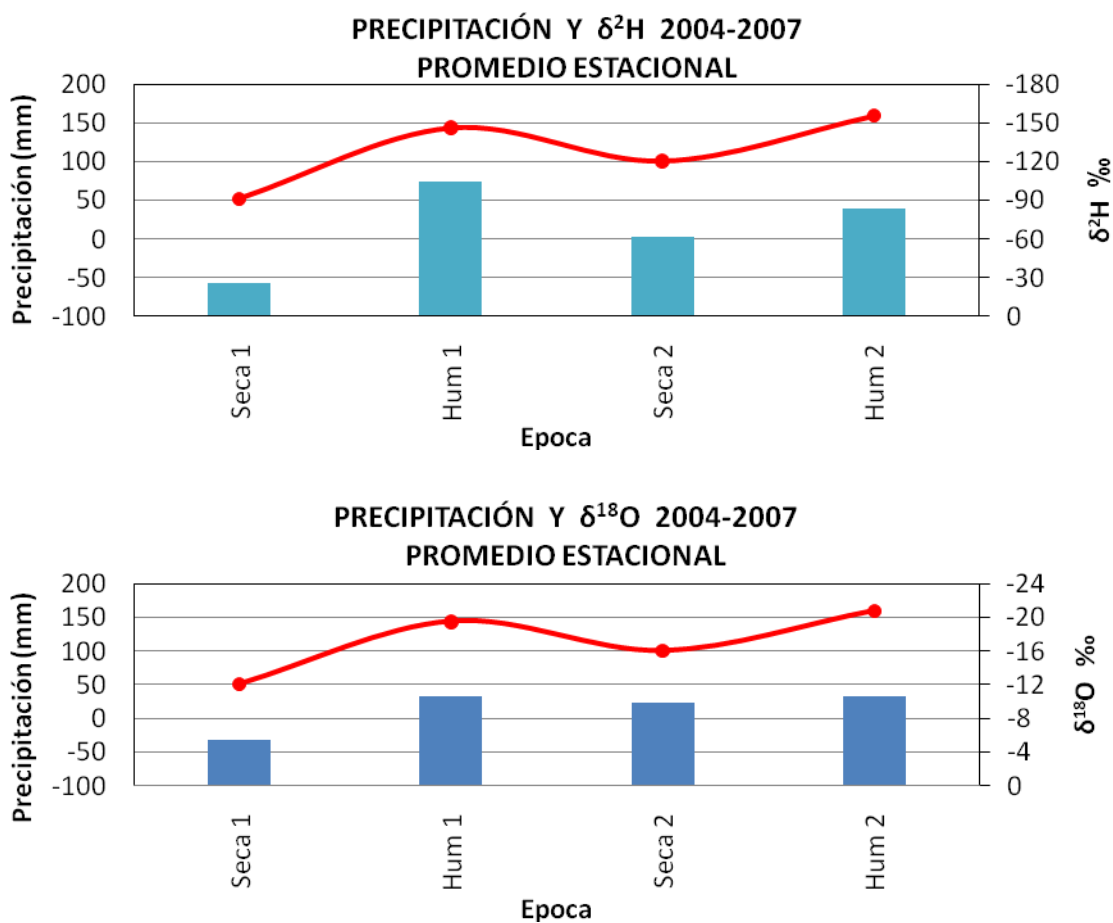 PRECIPITACIÓN Y δ²H 2004-2007
PROMEDIO ESTACIONAL
Precipitación (mm)
200
150
100
50
0
-50
-100
-180
-150
-120
-90
-60
-30
0
δ²H ‰
Seca 1
Hum 1
Seca 2
Hum 2
Epoca
PRECIPITACIÓN Y δ¹⁸O 2004-2007
PROMEDIO ESTACIONAL
Precipitación (mm)
200
150
100
50
0
-50
-100
-24
-20
-16
-12
-8
-4
0
δ¹⁸O ‰
Seca 1
Hum 1
Seca 2
Hum 2
Epoca